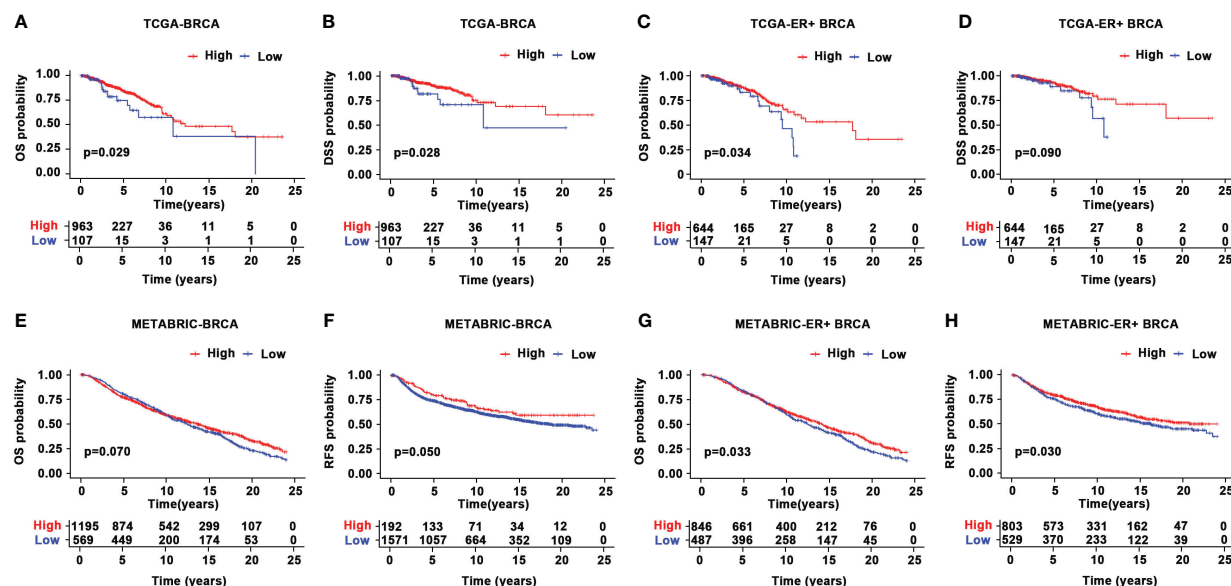 A
TCGA-BRCA
High Low
OS probability
1.00
0.75
0.50
0.25
0.00
p=0.029
0 5 10 15 20 25
Time(years)
High 963 227 36 11 5 0
Low 107 15 3 1 1 0
0 5 10 15 20 25
Time (years)
B
TCGA-BRCA
High Low
DSS probability
1.00
0.75
0.50
0.25
0.00
p=0.028
0 5 10 15 20 25
Time(years)
High 963 227 36 11 5 0
Low 107 15 3 1 1 0
0 5 10 15 20 25
Time (years)
C
TCGA-ER+ BRCA
High Low
OS probability
1.00
0.75
0.50
0.25
0
p=0.034
0 5 10 15 20 25
Time(years)
High 644 165 27 8 2 0
Low 147 21 5 0 0 0
0 5 10 15 20 25
Time (years)
D
TCGA-ER+ BRCA
High Low
DSS probability
1.00
0.75
0.50
0.25
0
p=0.090
0 5 10 15 20 25
Time(years)
High 644 165 27 8 2 0
Low 147 21 5 0 0 0
0 5 10 15 20 25
Time (years)
E
METABRIC-BRCA
High Low
OS probability
1.00
0.75
0.50
0.25
0.00
p=0.070
0 5 10 15 20 25
Time(years)
High 1195 874 542 299 107 0
Low 569 449 200 174 53 0
0 5 10 15 20 25
Time (years)
F
METABRIC-BRCA
High Low
RFS probability
1.00
0.75
0.50
0.25
0.00
p=0.050
0 5 10 15 20 25
Time(years)
High 192 133 71 34 12 0
Low 1571 1057 664 352 109 0
0 5 10 15 20 25
Time (years)
G
METABRIC-ER+ BRCA
High Low
OS probability
1.00
0.75
0.50
0.25
0.00
p=0.033
0 5 10 15 20 25
Time(years)
High 846 661 400 212 76 0
Low 487 396 258 147 45 0
0 5 10 15 20 25
Time (years)
H
METABRIC-ER+ BRCA
High Low
RFS probability
1.00
0.75
0.50
0.25
0.00
p=0.030
0 5 10 15 20 25
Time(years)
High 803 573 331 162 47 0
Low 529 370 233 122 39 0
0 5 10 15 20 25
Time (years)